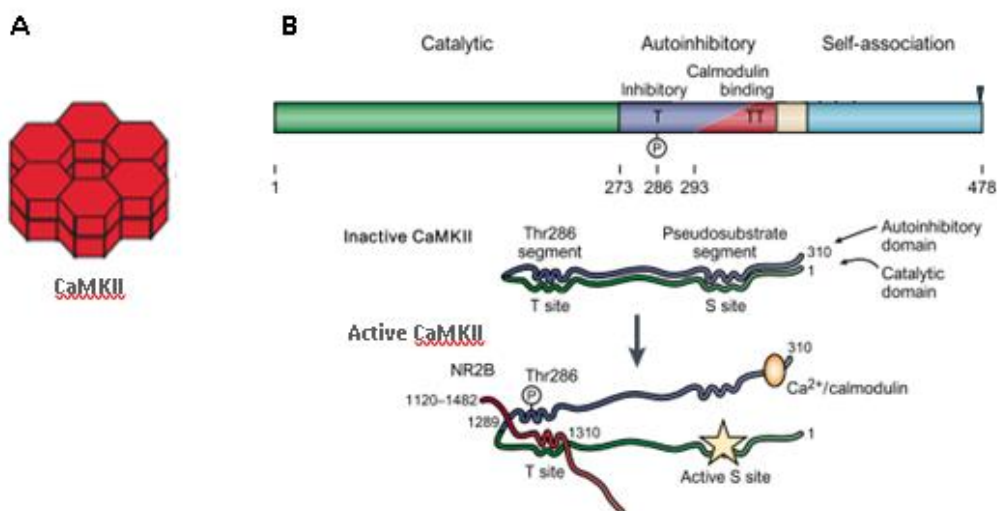 A
CaMKII
B
Catalytic
Autoinhibitory
Self-association
Calmodulin
binding
Inhibitory
T
TT
P
1
273
286
293
478
Inactive CaMKII
Thr286
segment
Pseudosubstrate
segment
310
1
Autoinhibitory
domain
Catalytic
domain
T site
S site
Active CaMKII
NR2B
Thr286
P
310
Ca²⁺/calmodulin
1120–1482
1289
1310
1
T site
Active S site